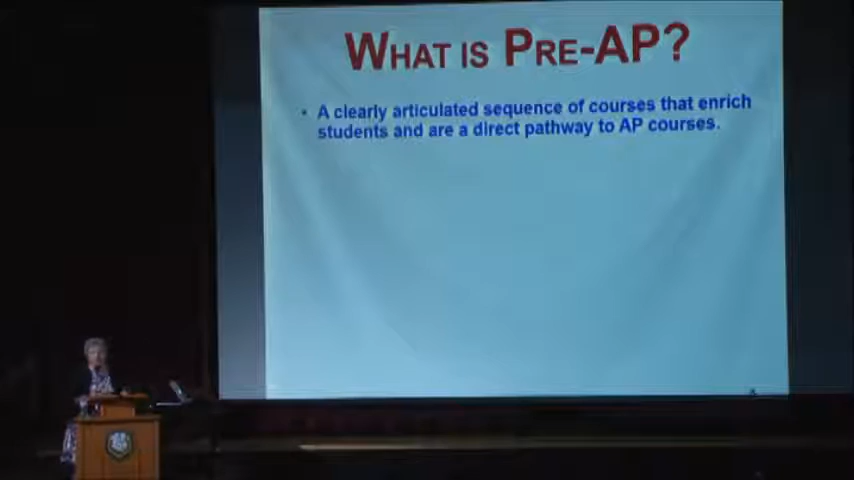 WHAT IS PRE-AP?
• A clearly articulated sequence of courses that enrich
students and are a direct pathway to AP courses.